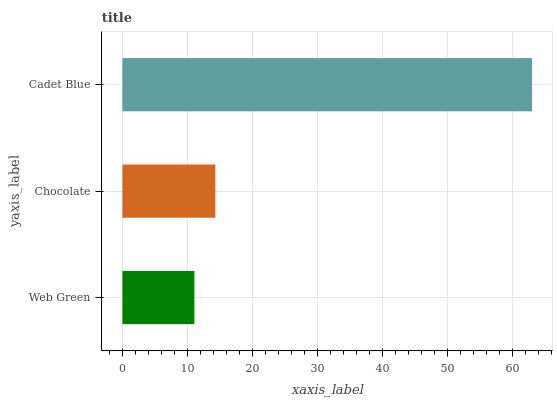 title
Cadet Blue
Chocolate
Web Green
yaxis_label
0 10 20 30 40 50 60
xaxis_label